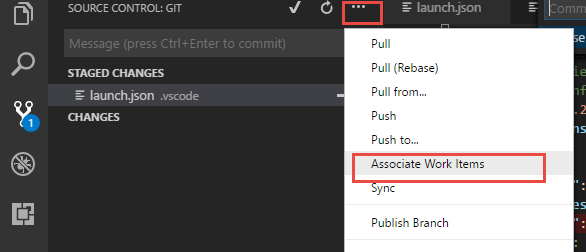 SOURCE CONTROL: GIT
launch.json
Message (press Ctrl+Enter to commit)
STAGED CHANGES
launch.json .vscode
CHANGES
1
Pull
Pull (Rebase)
Pull from...
Push
Push to...
Associate Work Items
Sync
Publish Branch